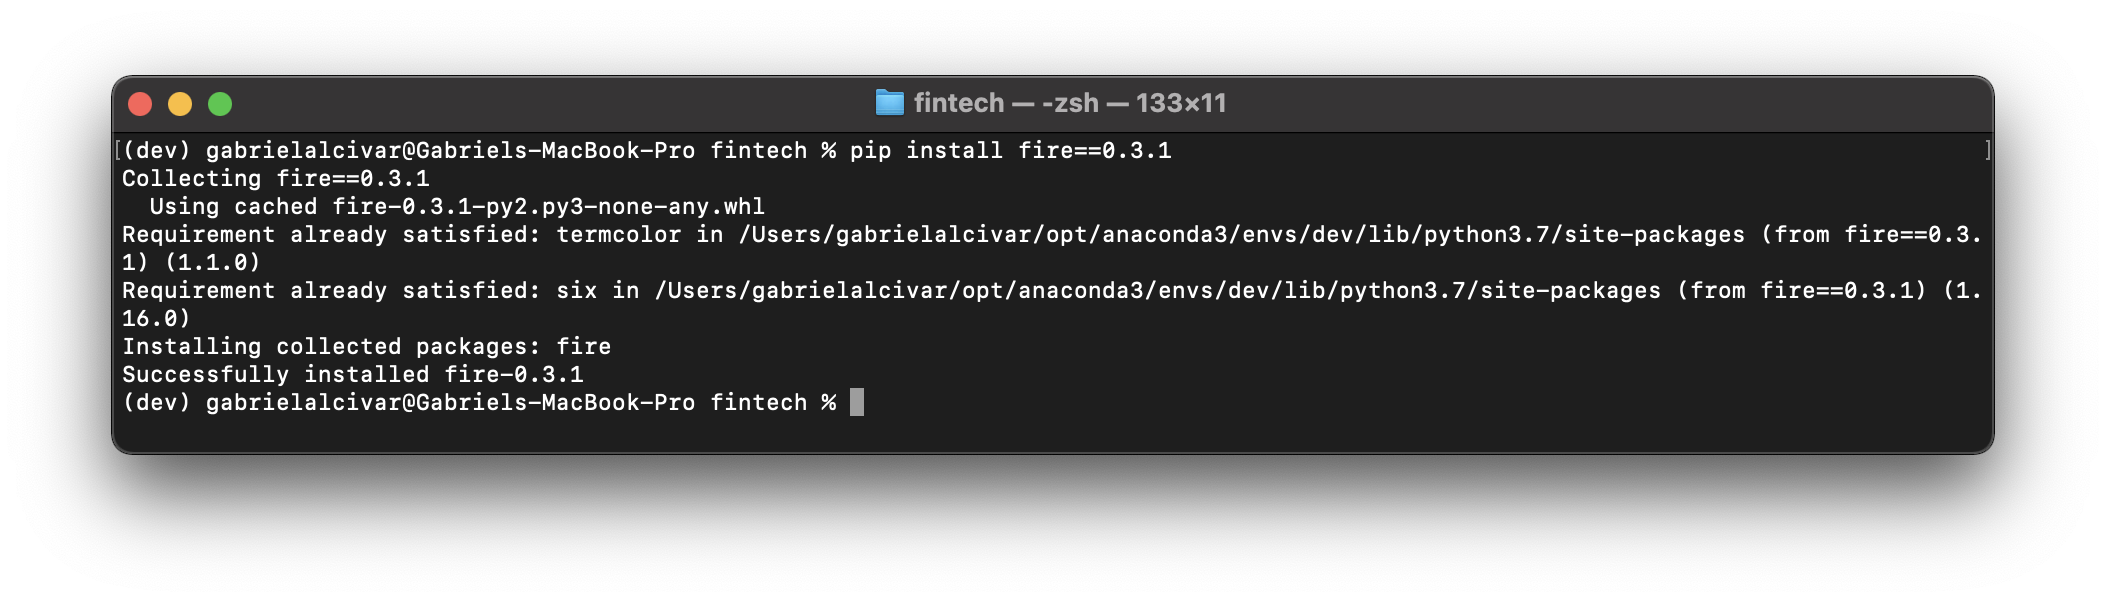 fintech — -zsh — 133×11
[(dev) gabrielalcivar@Gabriels-MacBook-Pro fintech % pip install fire==0.3.1 ]
Collecting fire==0.3.1
  Using cached fire-0.3.1-py2.py3-none-any.whl
Requirement already satisfied: termcolor in /Users/gabrielalcivar/opt/anaconda3/envs/dev/lib/python3.7/site-packages (from fire==0.3.
1) (1.1.0)
Requirement already satisfied: six in /Users/gabrielalcivar/opt/anaconda3/envs/dev/lib/python3.7/site-packages (from fire==0.3.1) (1.
16.0)
Installing collected packages: fire
Successfully installed fire-0.3.1
(dev) gabrielalcivar@Gabriels-MacBook-Pro fintech %